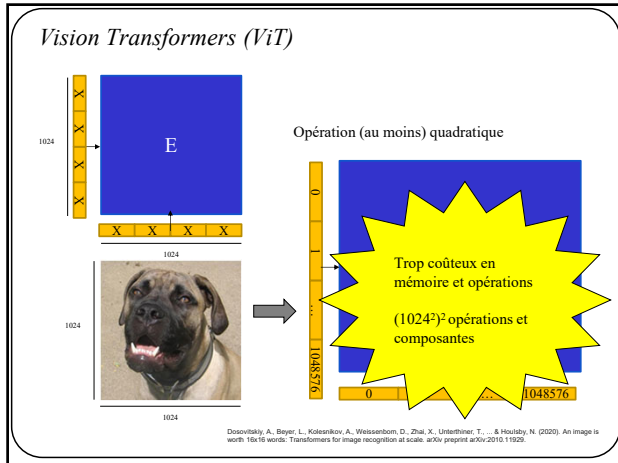 Vision Transformers (ViT)
1024
X
X
X
X
E
X X X X
1024
Opération (au moins) quadratique
0
1
...
1048576
Trop coûteux en
mémoire et opérations
(1024²)² opérations et
composantes
0 ... 1048576
1024
1024
Dosovitskiy, A., Beyer, L., Kolesnikov, A., Weissenborn, D., Zhai, X., Unterthiner, T., ... & Houlsby, N. (2020). An image is
worth 16x16 words: Transformers for image recognition at scale. arXiv preprint arXiv:2010.11929.